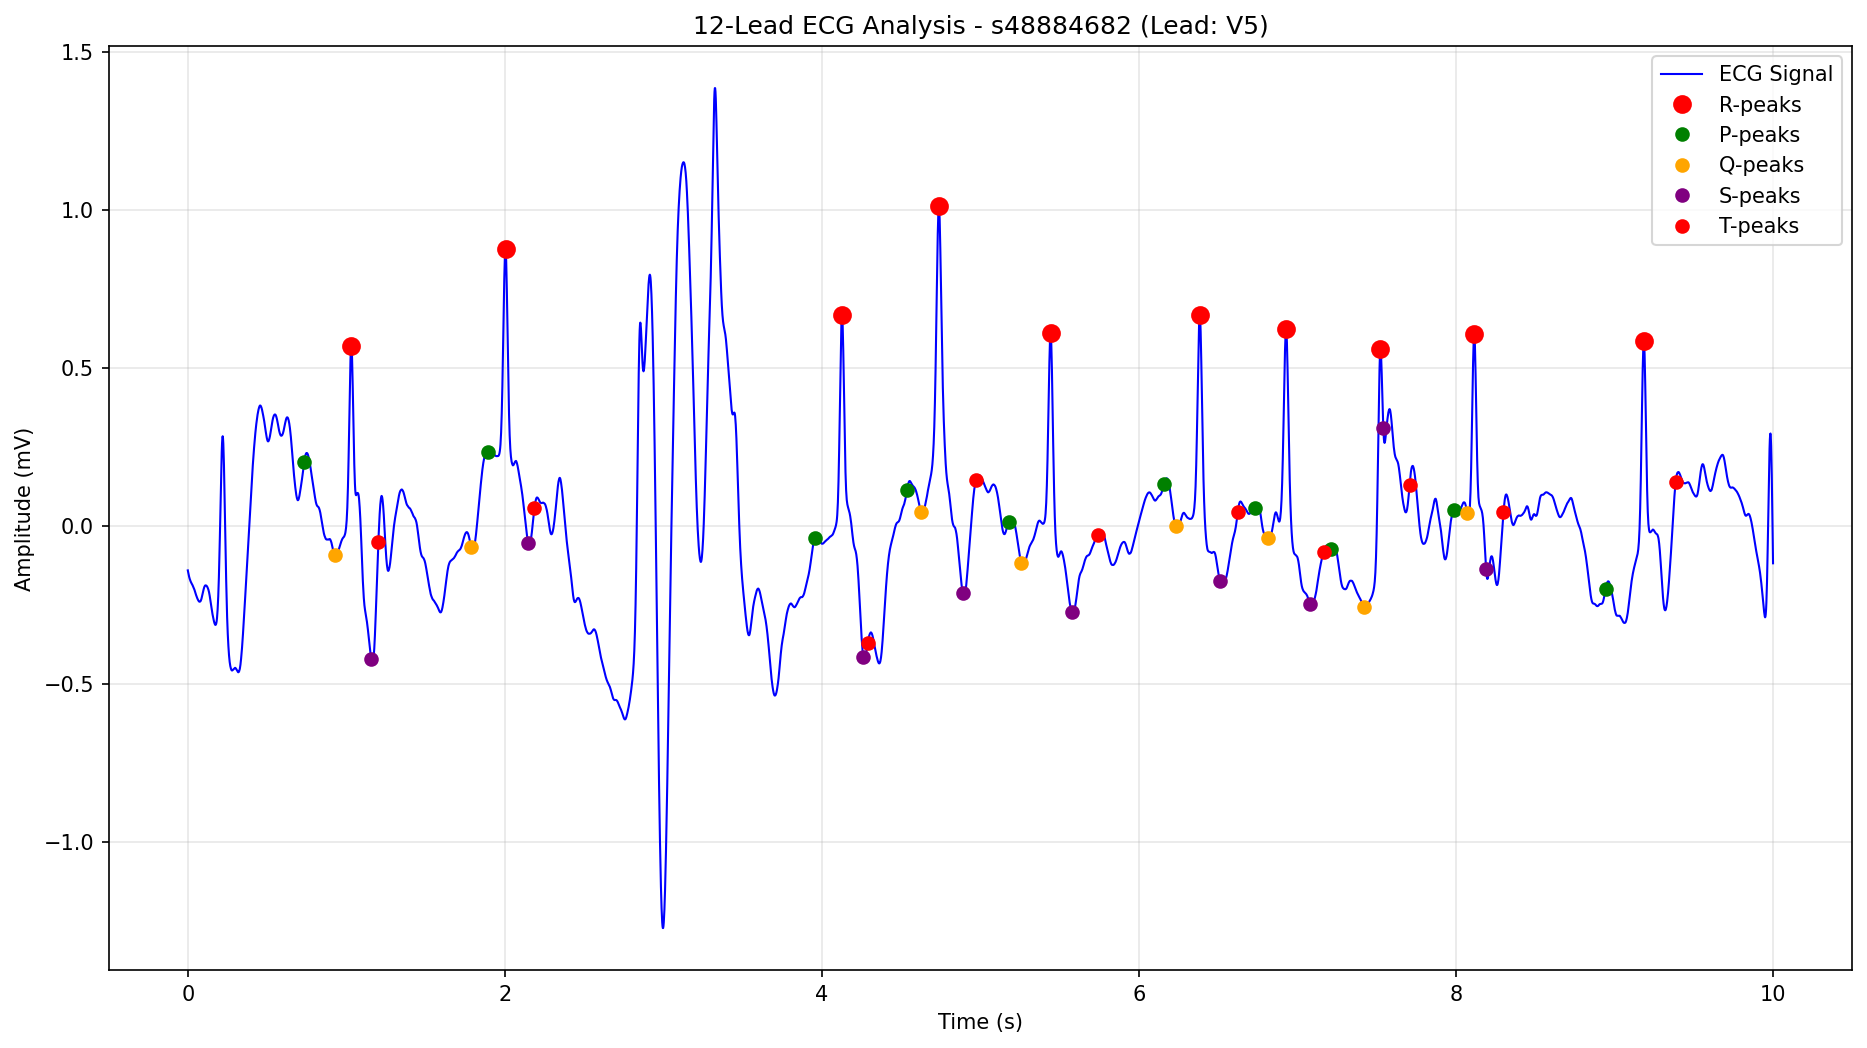 12-Lead ECG Analysis - s48884682 (Lead: V5)
ECG Signal
R-peaks
P-peaks
Q-peaks
S-peaks
T-peaks
Amplitude (mV)
1.5
1.0
0.5
0.0
−0.5
−1.0
0 2 4 6 8 10
Time (s)